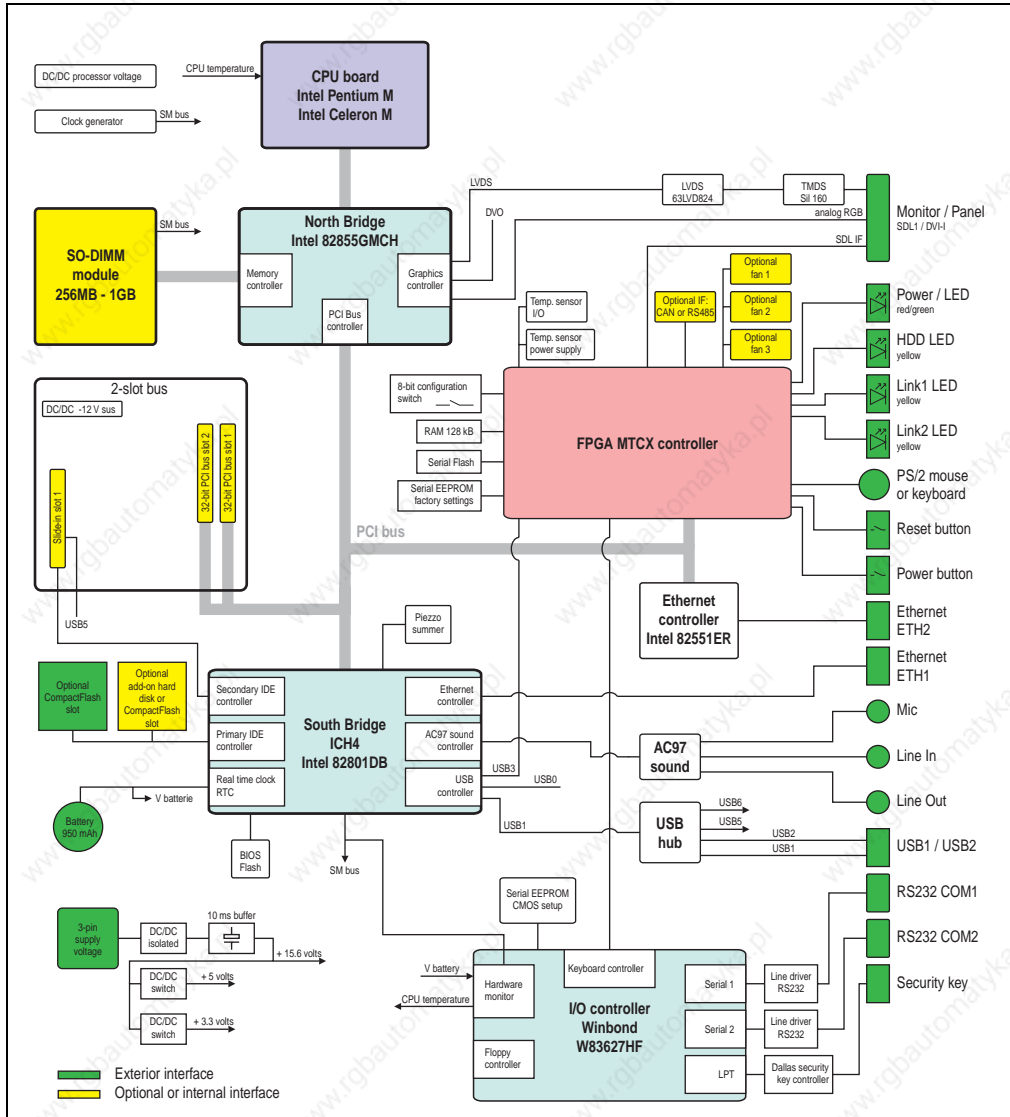 DC/DC processor voltage
CPU temperature
CPU board
Intel Pentium M
Intel Celeron M
Clock generator
SM bus
SO-DIMM
module
256MB - 1GB
SM bus
North Bridge
Intel 82855GMCH
Memory
controller
Graphics
controller
PCI Bus
controller
LVDS
DVO
LVDS
63LVD824
TMDS
Sil 160
analog RGB
SDL IF
Monitor / Panel
SDL1 / DVI-I
Temp. sensor
I/O
Temp. sensor
power supply
Optional IF:
CAN or RS485
Optional
fan 1
Optional
fan 2
Optional
fan 3
Power / LED
red/green
HDD LED
yellow
Link1 LED
yellow
Link2 LED
yellow
PS/2 mouse
or keyboard
Reset button
Power button
8-bit configuration
switch
RAM 128 kB
Serial Flash
Serial EEPROM
factory settings
FPGA MTCX controller
2-slot bus
DC/DC -12 V sus
Slide-in slot 1
32-bit PCI bus slot 2
32-bit PCI bus slot 1
USB5
PCI bus
Ethernet
controller
Intel 82551ER
Ethernet
ETH2
Ethernet
ETH1
Piezzo
summer
Optional
CompactFlash
slot
Optional
add-on hard
disk or
CompactFlash
slot
Secondary IDE
controller
Primary IDE
controller
Real time clock
RTC
South Bridge
ICH4
Intel 82801DB
Ethernet
controller
AC97 sound
controller
USB
controller
USB3
USB0
USB1
V batterie
Battery
950 mAh
BIOS
Flash
SM bus
AC97
sound
Mic
Line In
Line Out
USB
hub
USB6
USB5
USB2
USB1
USB1 / USB2
RS232 COM1
RS232 COM2
Security key
3-pin
supply
voltage
DC/DC
isolated
10 ms buffer
+ 15.6 volts
DC/DC
switch
+ 5 volts
DC/DC
switch
+ 3.3 volts
Serial EEPROM
CMOS setup
V battery
CPU temperature
Hardware
monitor
Keyboard controller
Floppy
controller
I/O controller
Winbond
W83627HF
Serial 1
Serial 2
LPT
Line driver
RS232
Line driver
RS232
Dallas security
key controller
Exterior interface
Optional or internal interface
www.rgbautomatyka.pl